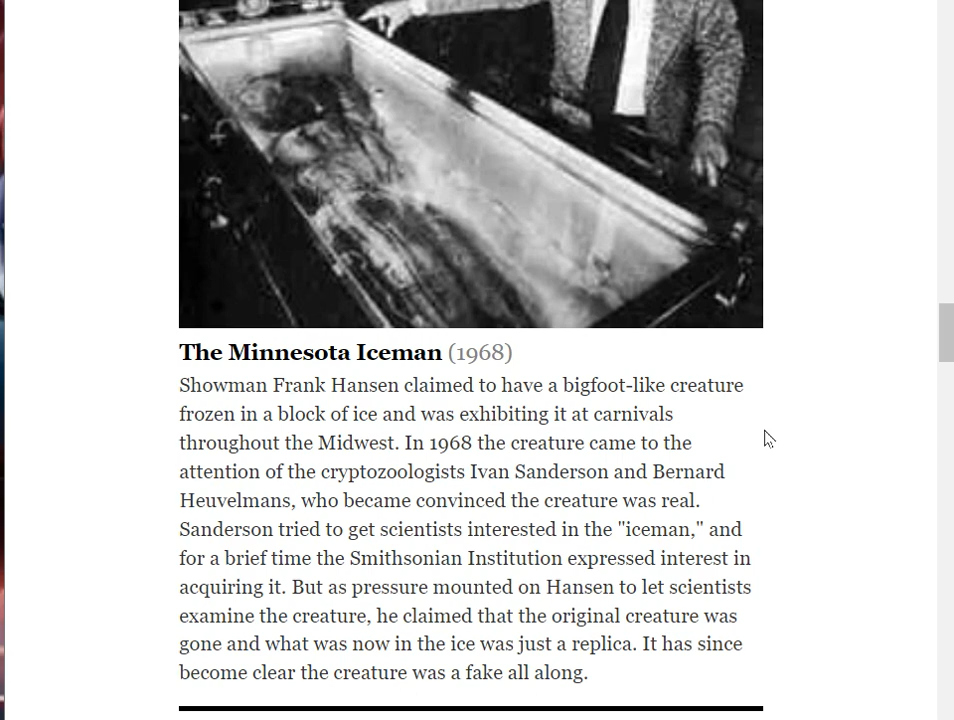 The Minnesota Iceman (1968)
Showman Frank Hansen claimed to have a bigfoot-like creature
frozen in a block of ice and was exhibiting it at carnivals
throughout the Midwest. In 1968 the creature came to the
attention of the cryptozoologists Ivan Sanderson and Bernard
Heuvelmans, who became convinced the creature was real.
Sanderson tried to get scientists interested in the "iceman," and
for a brief time the Smithsonian Institution expressed interest in
acquiring it. But as pressure mounted on Hansen to let scientists
examine the creature, he claimed that the original creature was
gone and what was now in the ice was just a replica. It has since
become clear the creature was a fake all along.